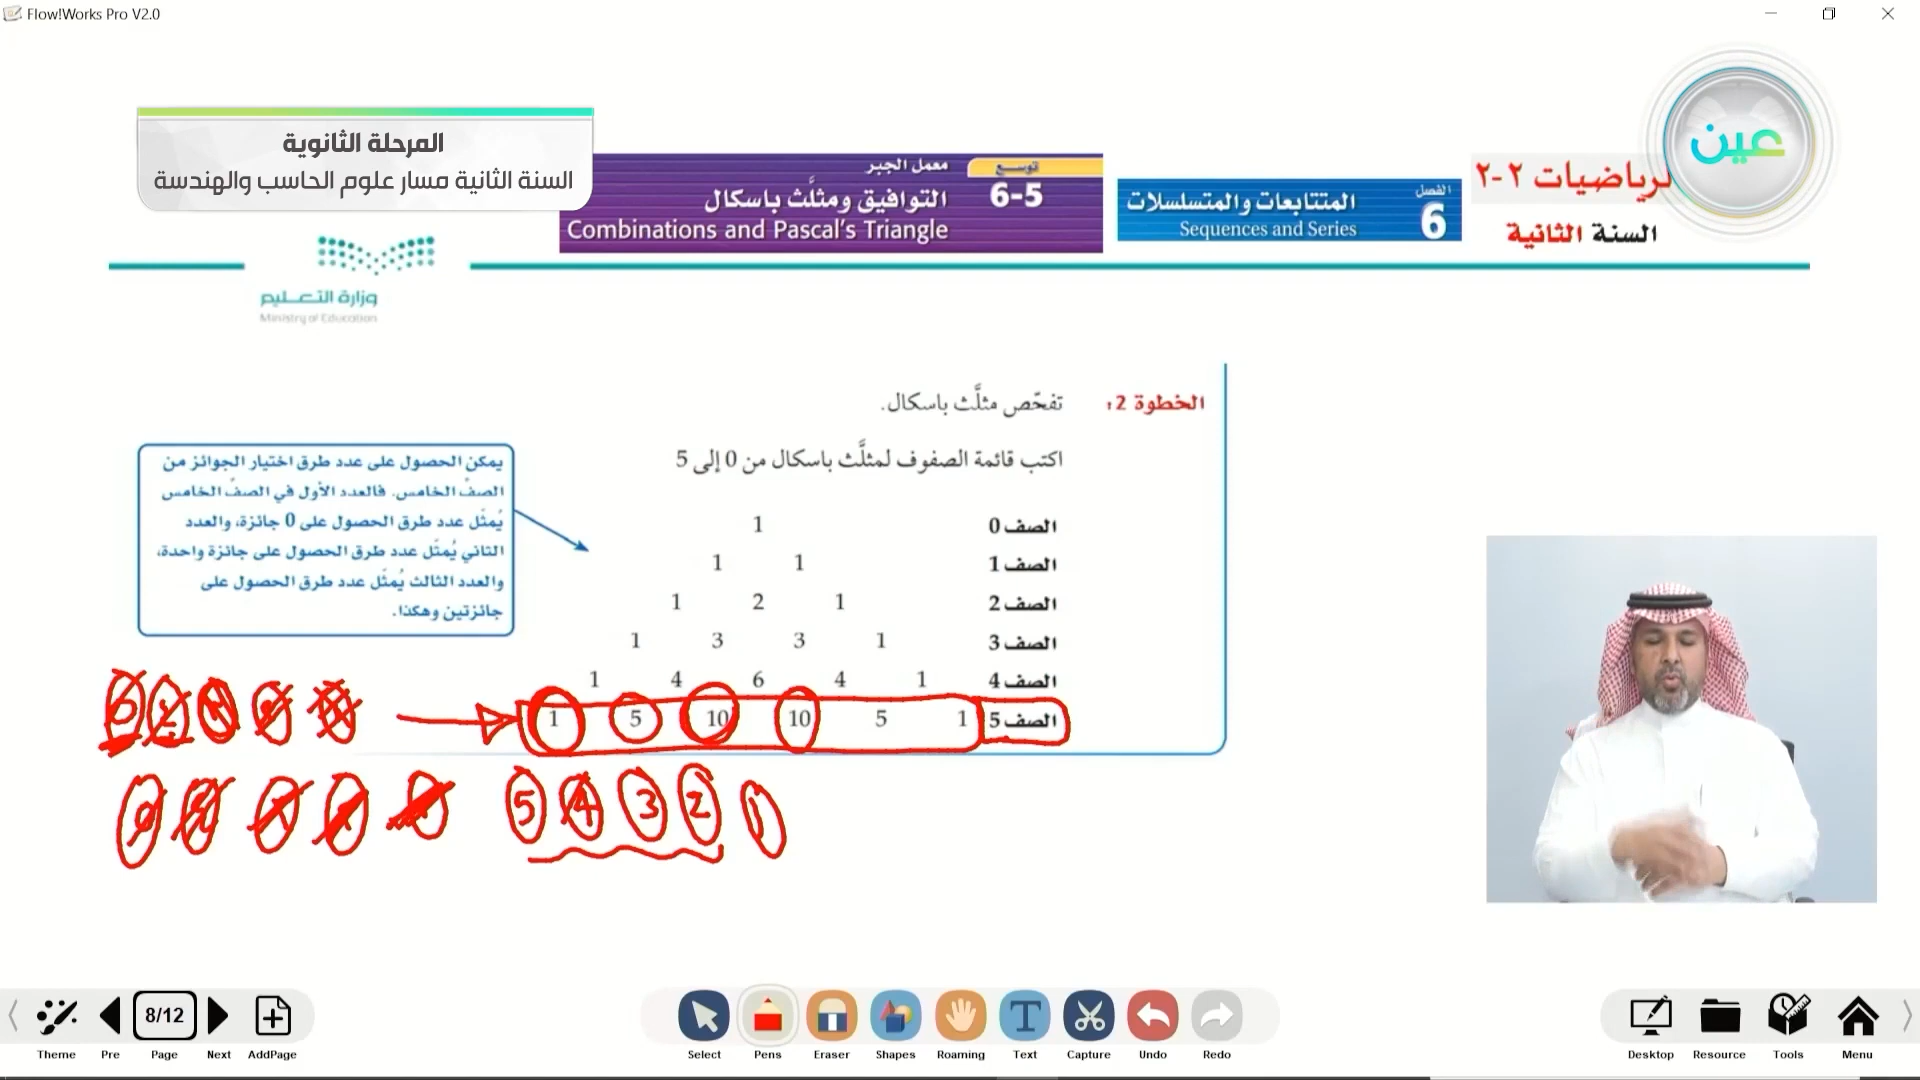 Flow!Works Pro V2.0
عين
المرحلة الثانوية
السنة الثانية مسار علوم الحاسب والهندسة
توسع
6-5
معمل الجبر
التوافيق ومثلَّث باسكال
Combinations and Pascal's Triangle
الفصل
6
المتتابعات والمتسلسلات
Sequences and Series
لرياضيات ٢-٢
السنة الثانية
وزارة التعليم
Ministry of Education
الخطوة 2: تفحّص مثلَّث باسكال.
اكتب قائمة الصفوف لمثلَّث باسكال من 0 إلى 5
يمكن الحصول على عدد طرق اختيار الجوائز من
الصف الخامس. فالعدد الأول في الصف الخامس
يُمثّل عدد طرق الحصول على 0 جائزة، والعدد
الثاني يُمثّل عدد طرق الحصول على جائزة واحدة،
والعدد الثالث يُمثّل عدد طرق الحصول على
جائزتين وهكذا.
الصف 0 1
الصف 1 1 1
الصف 2 1 2 1
الصف 3 1 3 3 1
الصف 4 1 4 6 4 1
الصف 5 1 5 10 10 5 1
5 4 3 2 1
8/12
Theme Pre Page Next AddPage
Select Pens Eraser Shapes Roaming Text Capture Undo Redo
Desktop Resource Tools Menu